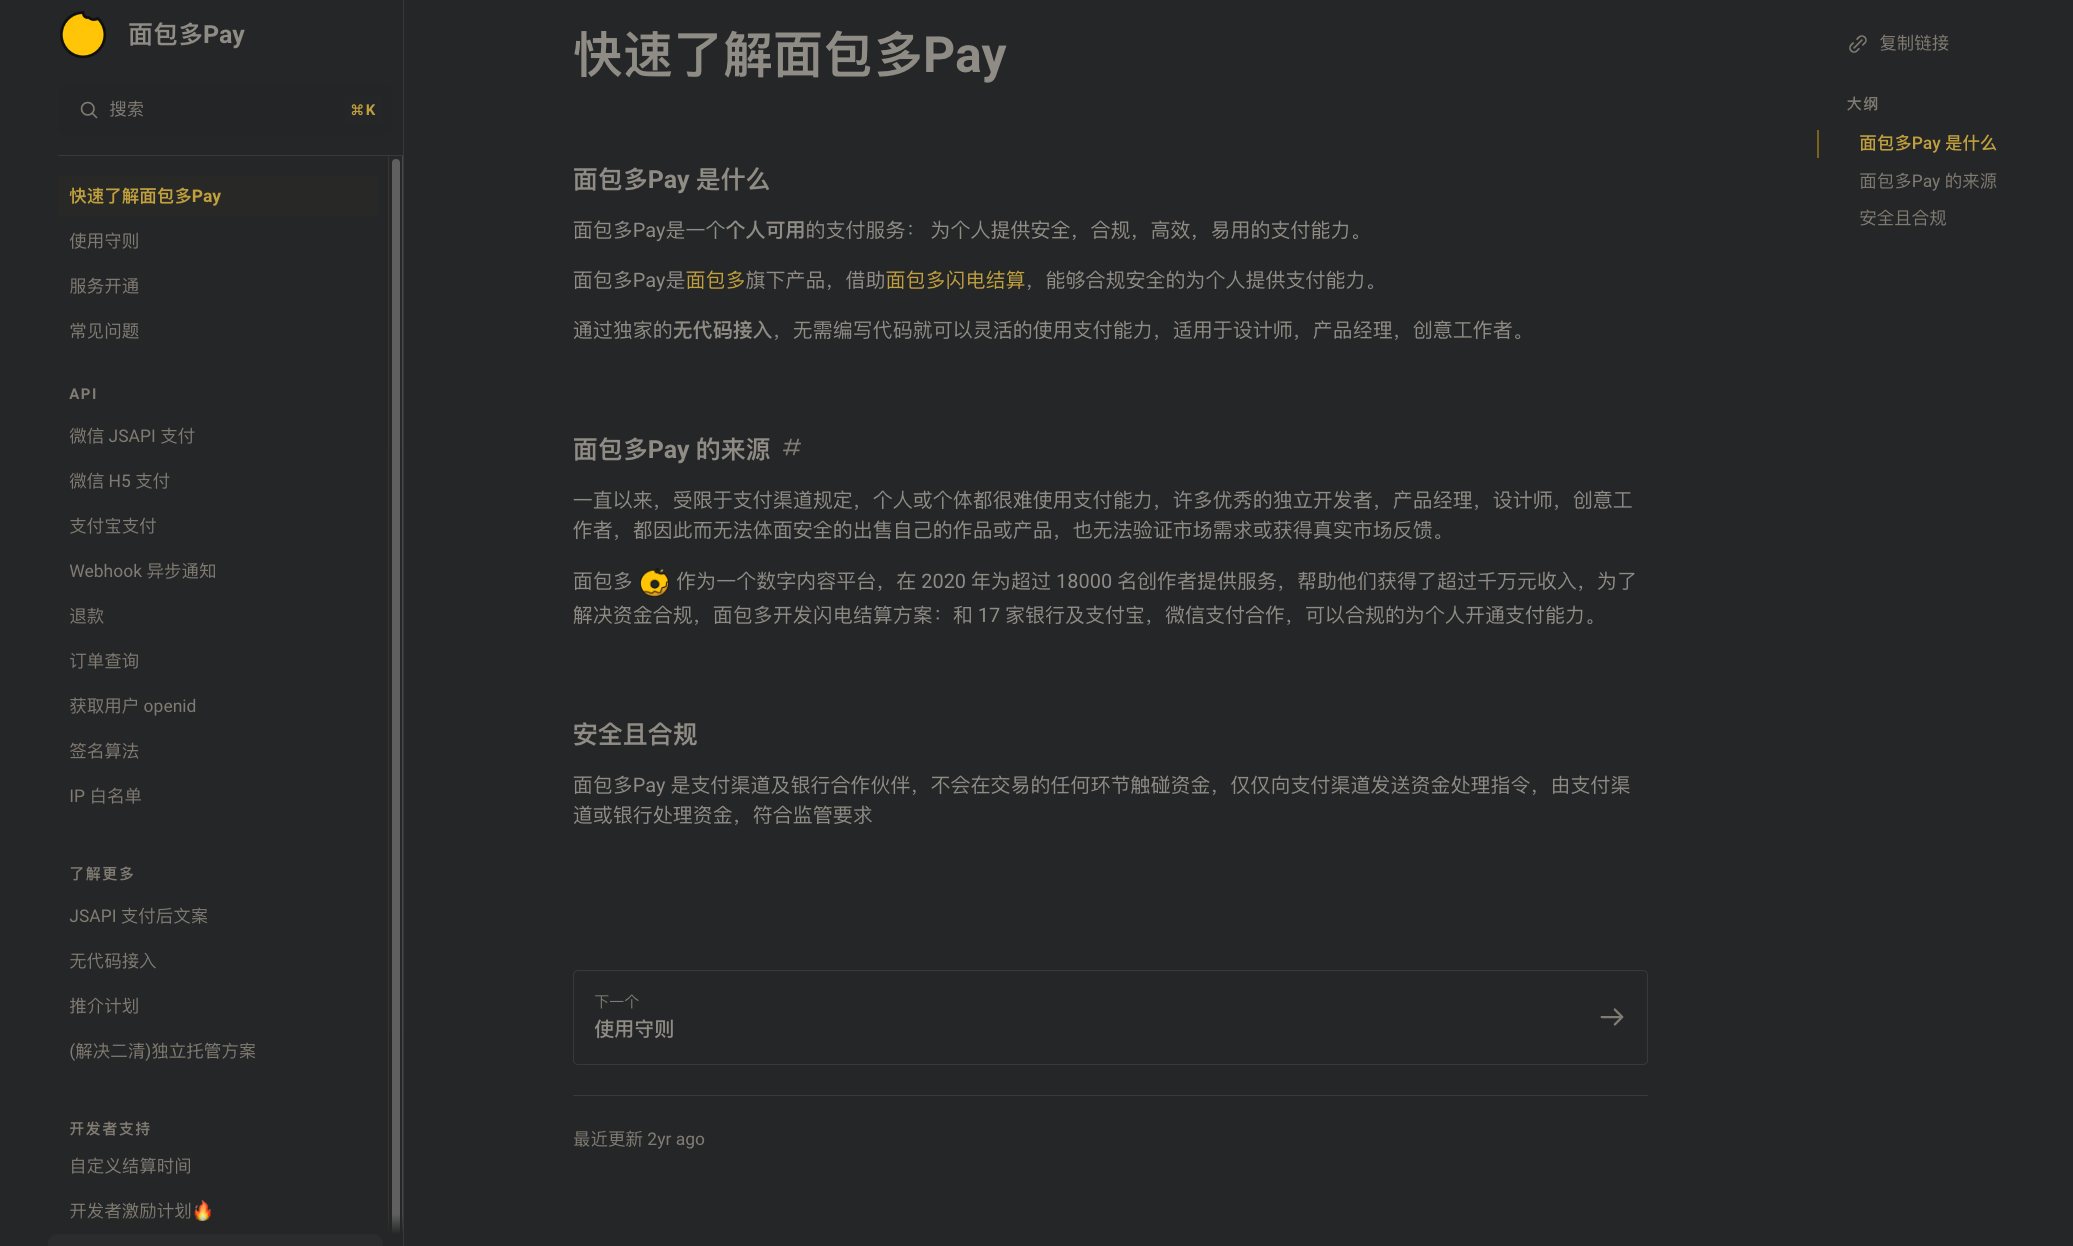 面包多Pay
搜索
⌘K
快速了解面包多Pay
使用守则
服务开通
常见问题
API
微信 JSAPI 支付
微信 H5 支付
支付宝支付
Webhook 异步通知
退款
订单查询
获取用户 openid
签名算法
IP 白名单
了解更多
JSAPI 支付后文案
无代码接入
推介计划
(解决二清)独立托管方案
开发者支持
自定义结算时间
开发者激励计划🔥
快速了解面包多Pay
面包多Pay 是什么
面包多Pay是一个个人可用的支付服务： 为个人提供安全，合规，高效，易用的支付能力。
面包多Pay是面包多旗下产品，借助面包多闪电结算，能够合规安全的为个人提供支付能力。
通过独家的无代码接入，无需编写代码就可以灵活的使用支付能力，适用于设计师，产品经理，创意工作者。
面包多Pay 的来源 #
一直以来，受限于支付渠道规定，个人或个体都很难使用支付能力，许多优秀的独立开发者，产品经理，设计师，创意工
作者，都因此而无法体面安全的出售自己的作品或产品，也无法验证市场需求或获得真实市场反馈。
面包多 作为一个数字内容平台，在 2020 年为超过 18000 名创作者提供服务，帮助他们获得了超过千万元收入，为了
解决资金合规，面包多开发闪电结算方案：和 17 家银行及支付宝，微信支付合作，可以合规的为个人开通支付能力。
安全且合规
面包多Pay 是支付渠道及银行合作伙伴，不会在交易的任何环节触碰资金，仅仅向支付渠道发送资金处理指令，由支付渠
道或银行处理资金，符合监管要求
下一个
使用守则
最近更新 2yr ago
复制链接
大纲
面包多Pay 是什么
面包多Pay 的来源
安全且合规